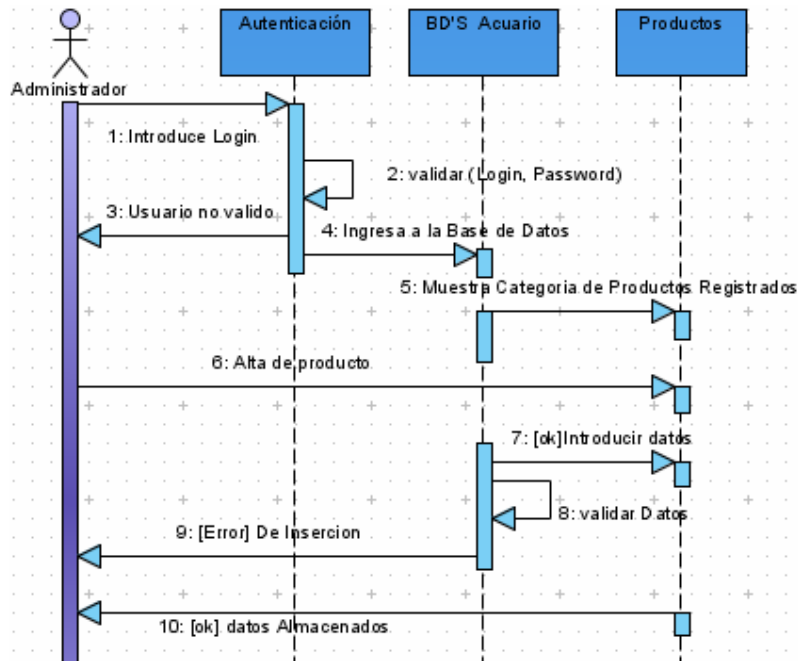 Autenticación
BD'S Acuario
Productos
Administrador
1: Introduce Login
2: validar (Login, Password)
3: Usuario no valido
4: Ingresa a la Base de Datos
5: Muestra Categoria de Productos Registrados
6: Alta de producto
7: [ok]Introducir datos
8: validar Datos
9: [Error] De Insercion
10: [ok] datos Almacenados